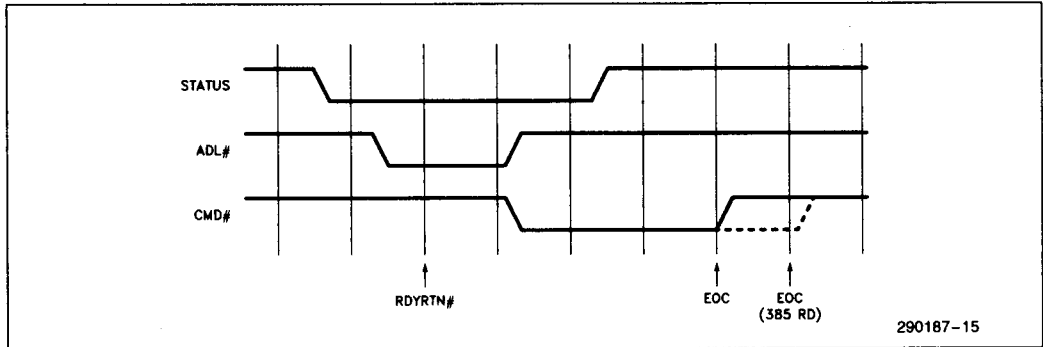 STATUS
ADL#
CMD#
RDYRTN#
EOC
EOC
(385 RD)
290187-15